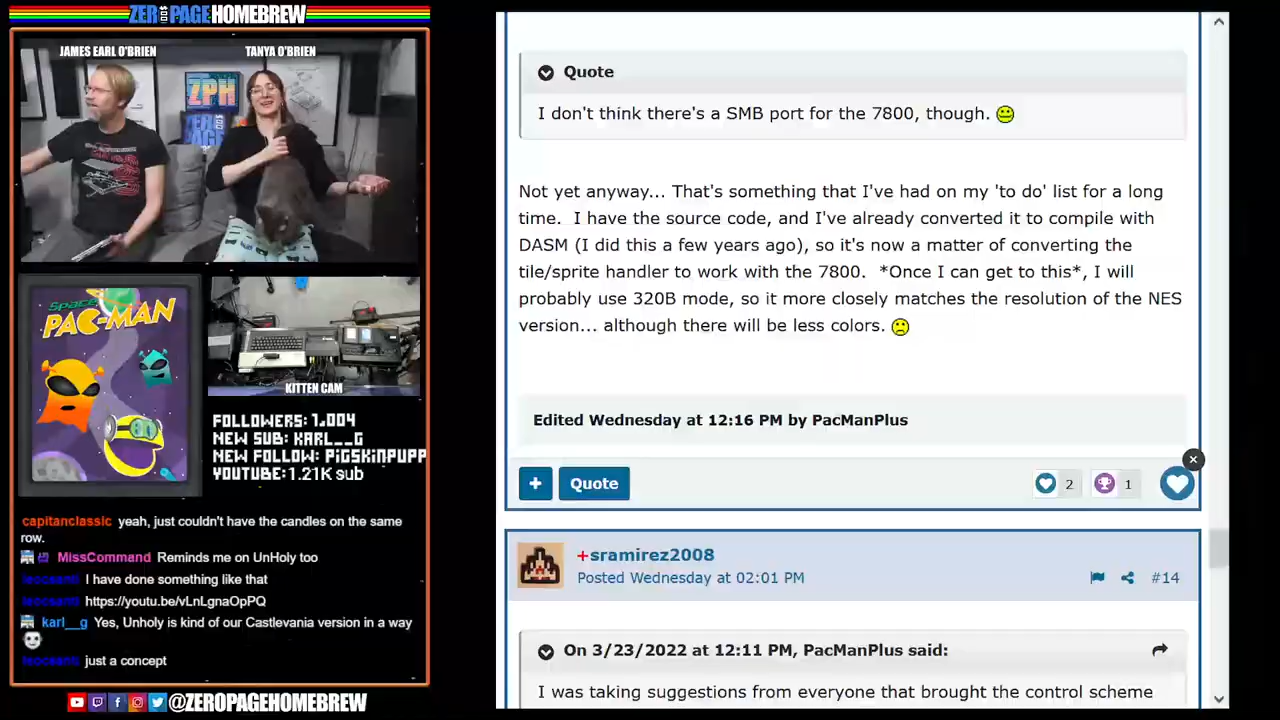 ZERO PAGE HOMEBREW
JAMES EARL O'BRIEN
TANYA O'BRIEN
ZPH
Space
PAC-MAN
KITTEN CAM
FOLLOWERS: 1,004
NEW SUB: KARL__G
NEW FOLLOW: PIGSKINPUPP
YOUTUBE: 1.21K sub
capitanclassic yeah, just couldn't have the candles on the same
row.
MissCommand Reminds me on UnHoly too
I have done something like that
https://youtu.be/vLnLgnaOpPQ
karl__g Yes, Unholy is kind of our Castlevania version in a way
just a concept
@ZEROPAGEHOMEBREW
Quote
I don't think there's a SMB port for the 7800, though.
Not yet anyway... That's something that I've had on my 'to do' list for a long
time. I have the source code, and I've already converted it to compile with
DASM (I did this a few years ago), so it's now a matter of converting the
tile/sprite handler to work with the 7800. *Once I can get to this*, I will
probably use 320B mode, so it more closely matches the resolution of the NES
version... although there will be less colors.
Edited Wednesday at 12:16 PM by PacManPlus
+ Quote
2
1
+sramirez2008
Posted Wednesday at 02:01 PM
#14
On 3/23/2022 at 12:11 PM, PacManPlus said:
I was taking suggestions from everyone that brought the control scheme